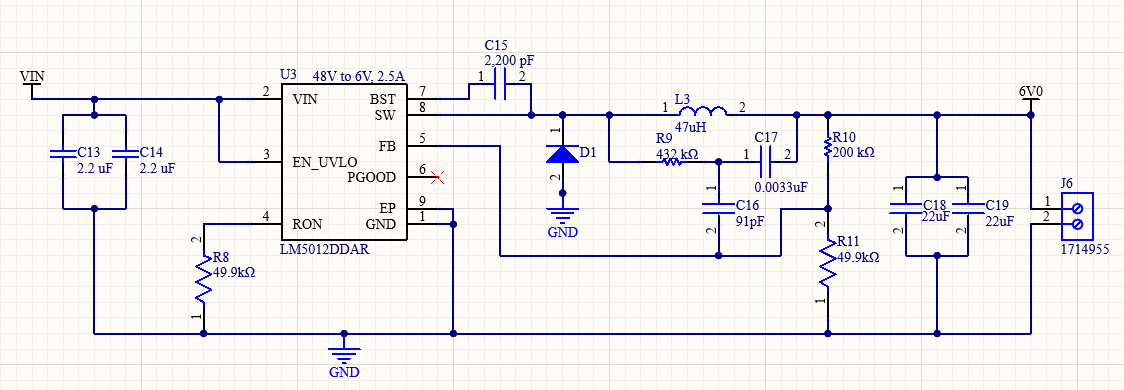 VIN
C13
2.2 uF
C14
2.2 uF
U3
48V to 6V, 2.5A
2
VIN
3
EN_UVLO
4
RON
BST
7
SW
8
FB
5
PGOOD
6
EP
9
GND
1
LM5012DDAR
2
R8
49.9kΩ
1
GND
C15
2,200 pF
1
2
1
D1
2
GND
1
L3
2
47uH
R9
432 kΩ
C17
1
2
0.0033uF
1
C16
91pF
2
R10
200 kΩ
2
R11
49.9kΩ
1
1
C18
22uF
2
1
C19
22uF
2
6V0
J6
1
2
1714955